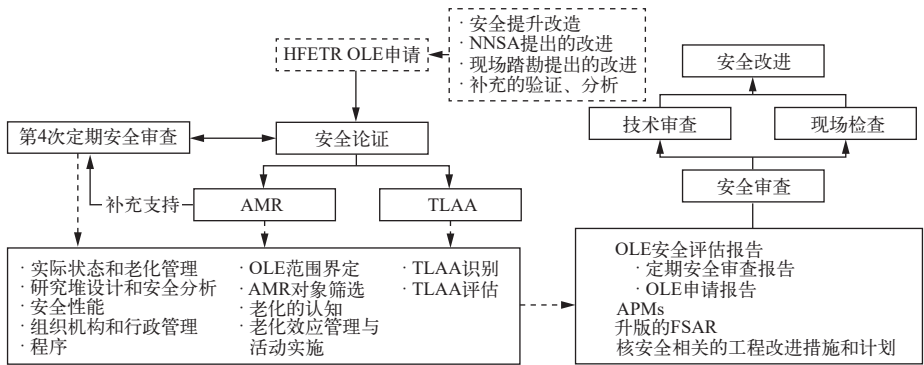 · 安全提升改造
· NNSA提出的改进
· 现场踏勘提出的改进
· 补充的验证、分析
HFETR OLE申请
安全改进
技术审查
现场检查
第4次定期安全审查
安全论证
安全审查
补充支持
AMR
TLAA
· 实际状态和老化管理
· 研究堆设计和安全分析
· 安全性能
· 组织机构和行政管理
· 程序
· OLE范围界定
· AMR对象筛选
· 老化的认知
· 老化效应管理与
活动实施
· TLAA识别
· TLAA评估
OLE安全评估报告
· 定期安全审查报告
· OLE申请报告
APMs
升版的FSAR
核安全相关的工程改进措施和计划